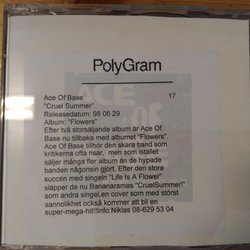 PolyGram
Ace Of Base 17
"Cruel Summer"
Releasedatum: 98 06 29
Album: "Flowers"
Efter två storsäljande album är Ace Of
Base nu tillbaka med albumet "Flowers".
Ace Of Base tillhör den skara band som
kritikerna ofta risar, men som istället
säljer många fler album än de hypade
banden någonsin gjort. Efter den stora
succén med singeln "Life Is A Flower"
släpper de nu Bananaramas "CruelSummer!"
som andra singel,en cover som med största
sannolikhet också kommer att bli en
super-mega-hit!!Info:Niklas 08-629 53 04
ACE
OF